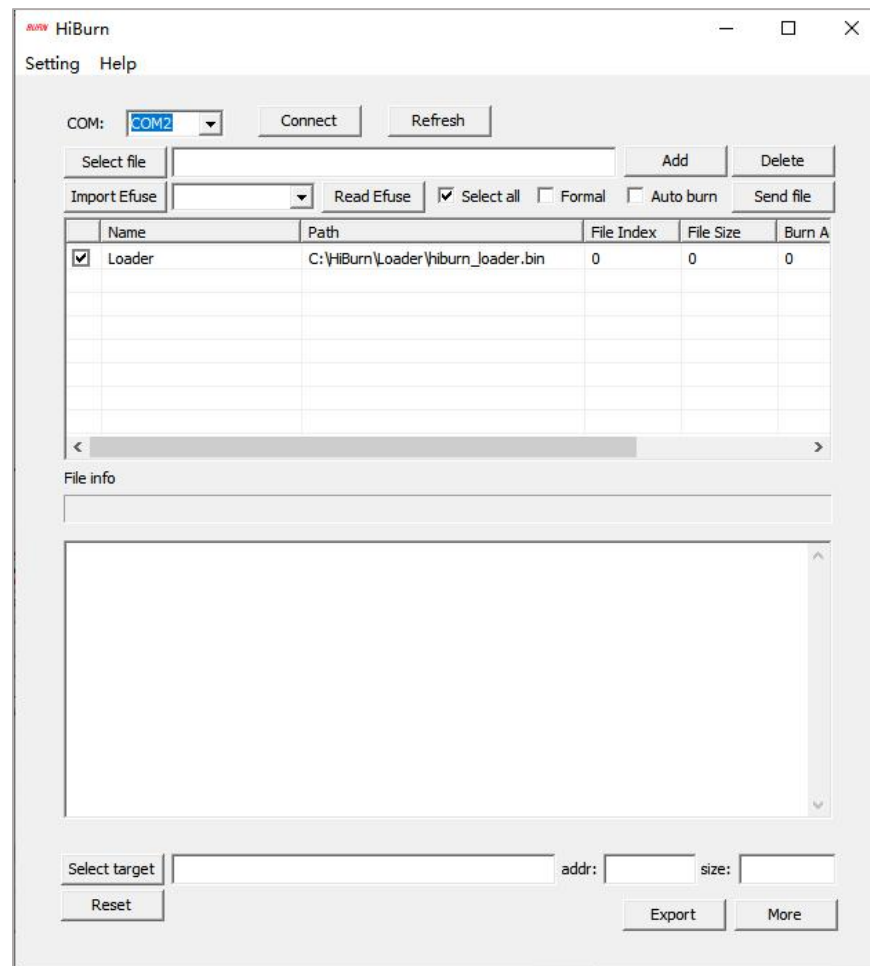 BURN HiBurn
Setting Help
COM: COM2 Connect Refresh
Select file Add Delete
Import Efuse Read Efuse Select all Formal Auto burn Send file
Name Path File Index File Size Burn A
Loader C:\HiBurn\Loader\hiburn_loader.bin 0 0 0
File info
Select target addr: size:
Reset
Export More